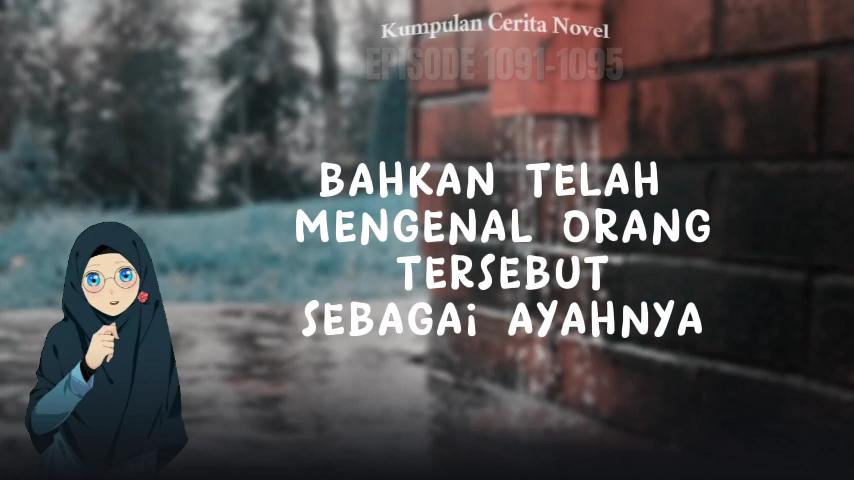 Kumpulan Cerita Novel
EPISODE 1091-1095
BAHKAN TELAH
MENGENAL ORANG
TERSEBUT
SEBAGAi AYAHNYA